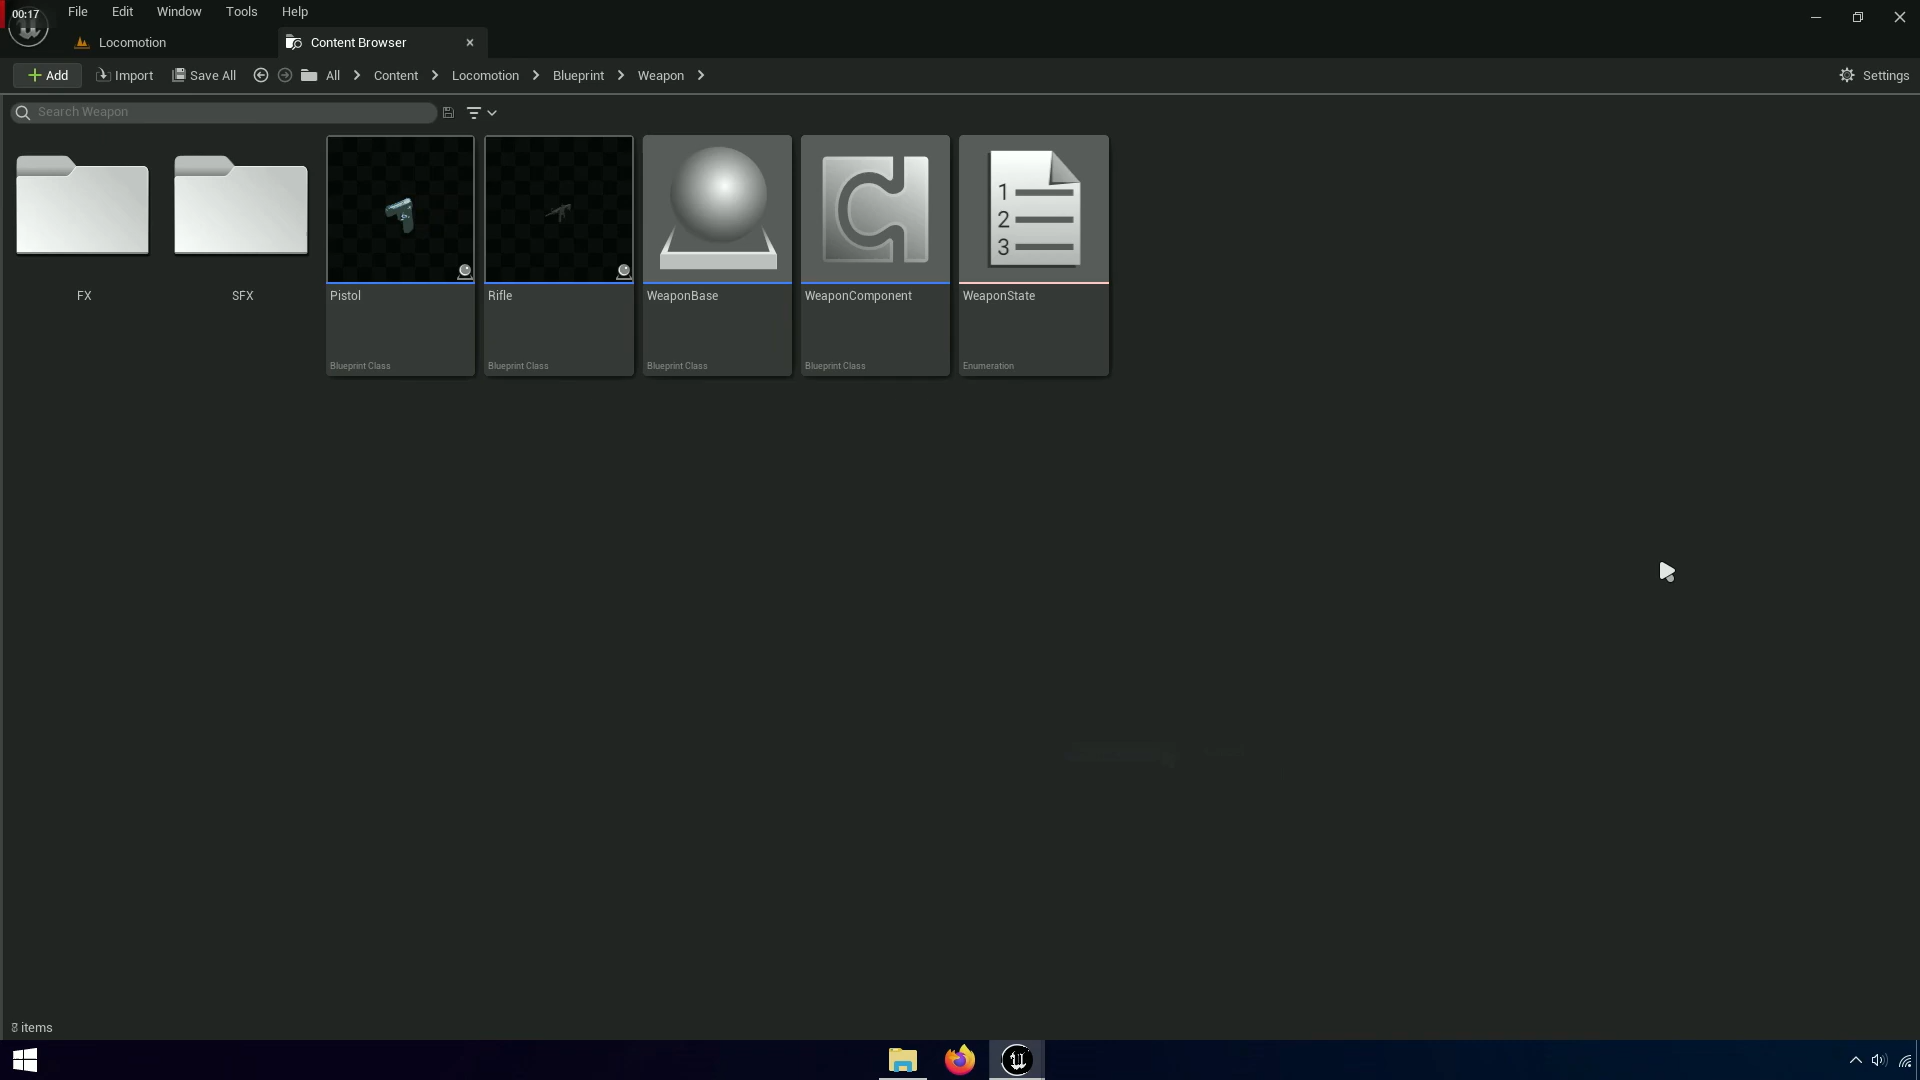 00:17
File Edit Window Tools Help
Locomotion
Content Browser
Add Import Save All All Content Locomotion Blueprint Weapon Settings
Search Weapon
1
2
3
FX SFX Pistol Rifle WeaponBase WeaponComponent WeaponState
Blueprint Class Blueprint Class Blueprint Class Blueprint Class Enumeration
items